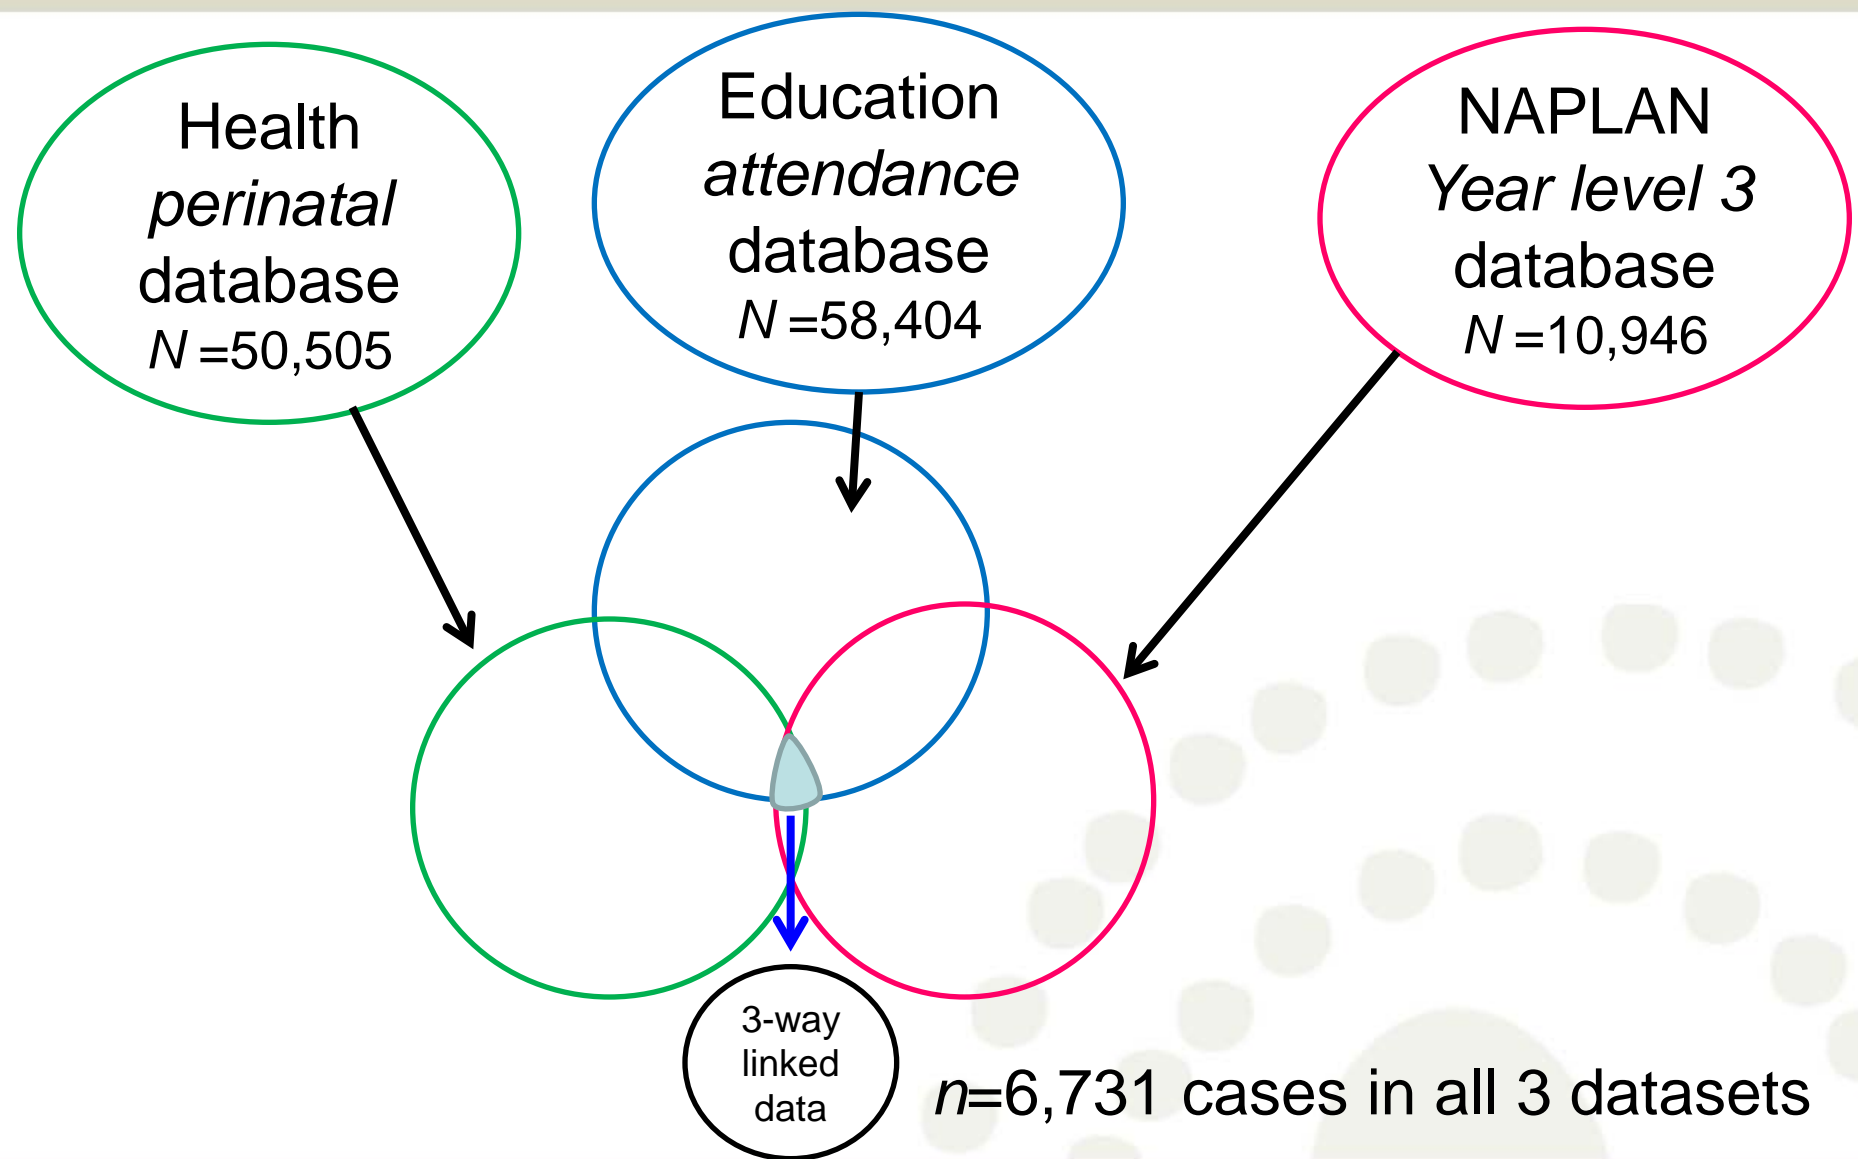 Health
perinatal
database
N =50,505
Education
attendance
database
N =58,404
NAPLAN
Year level 3
database
N =10,946
3-way
linked
data
n=6,731 cases in all 3 datasets